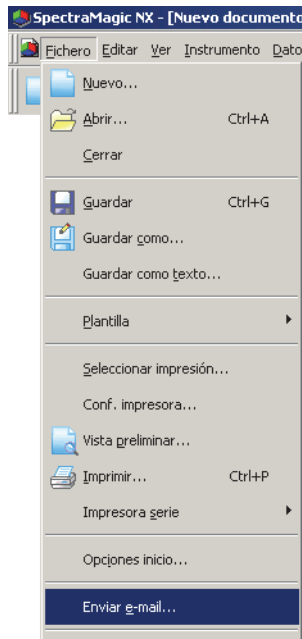 SpectraMagic NX - [Nuevo documento
Fichero Editar Ver Instrumento Dato
Nuevo...
Abrir... Ctrl+A
Cerrar
Guardar Ctrl+G
Guardar como...
Guardar como texto...
Plantilla
Seleccionar impresión...
Conf. impresora...
Vista preliminar...
Imprimir... Ctrl+P
Impresora serie
Opciones inicio...
Enviar e-mail...